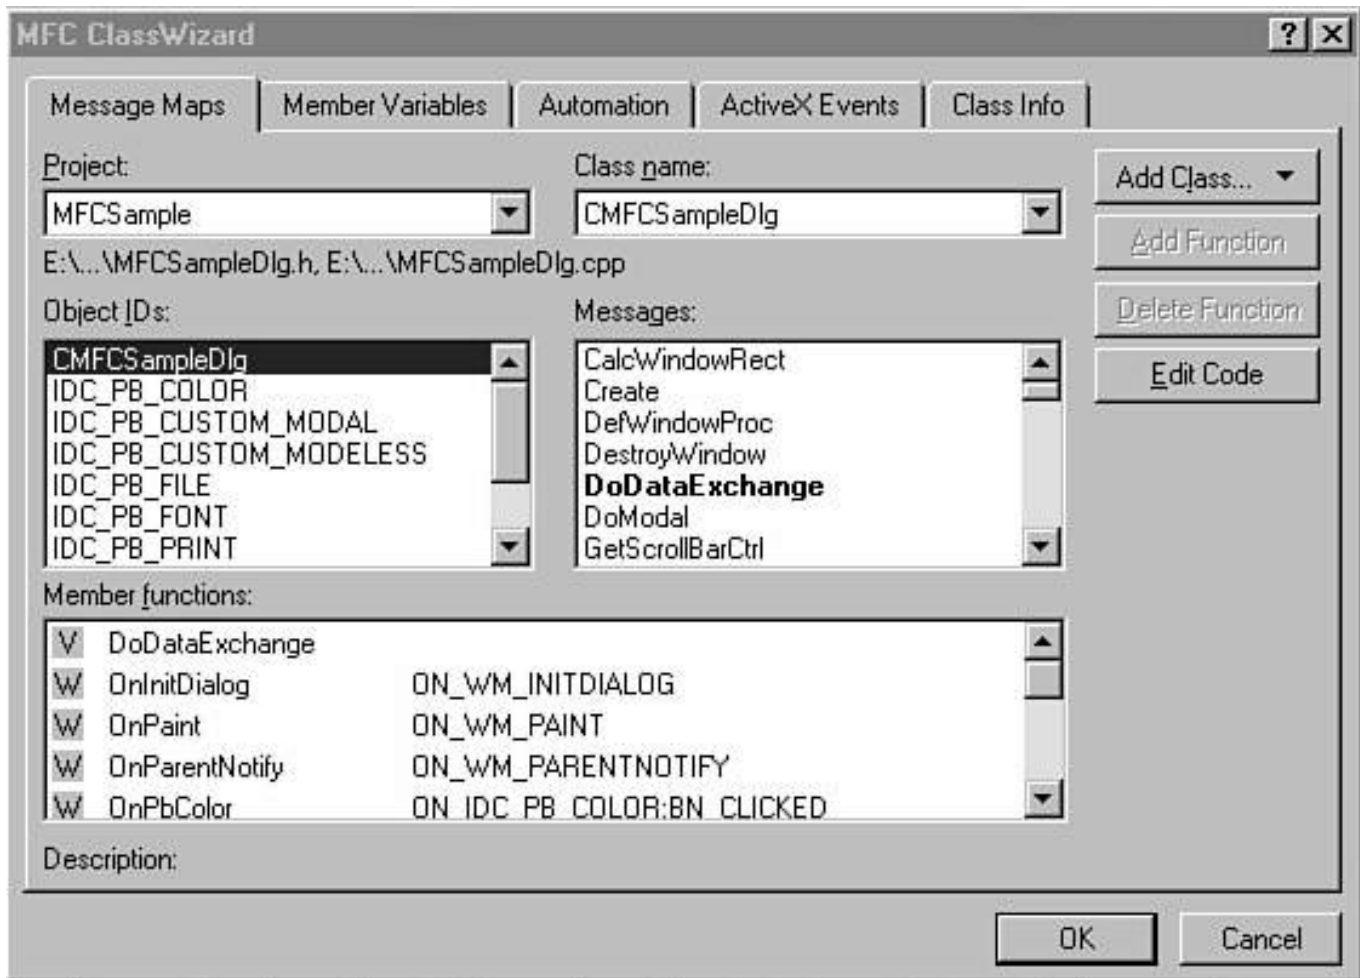 MFC ClassWizard
Message Maps Member Variables Automation ActiveX Events Class Info
Project: Class name:
MFCSample CMFCSampleDlg Add Class...
E:\...\MFCSampleDlg.h, E:\...\MFCSampleDlg.cpp Add Function
Object IDs: Messages: Delete Function
CMFCSampleDlg CalcWindowRect Edit Code
IDC_PB_COLOR Create
IDC_PB_CUSTOM_MODAL DefWindowProc
IDC_PB_CUSTOM_MODELESS DestroyWindow
IDC_PB_FILE DoDataExchange
IDC_PB_FONT DoModal
IDC_PB_PRINT GetScrollBarCtrl
Member functions:
V DoDataExchange
W OnInitDialog ON_WM_INITDIALOG
W OnPaint ON_WM_PAINT
W OnParentNotify ON_WM_PARENTNOTIFY
W OnPbColor ON_IDC_PB_COLOR:BN_CLICKED
Description:
OK Cancel